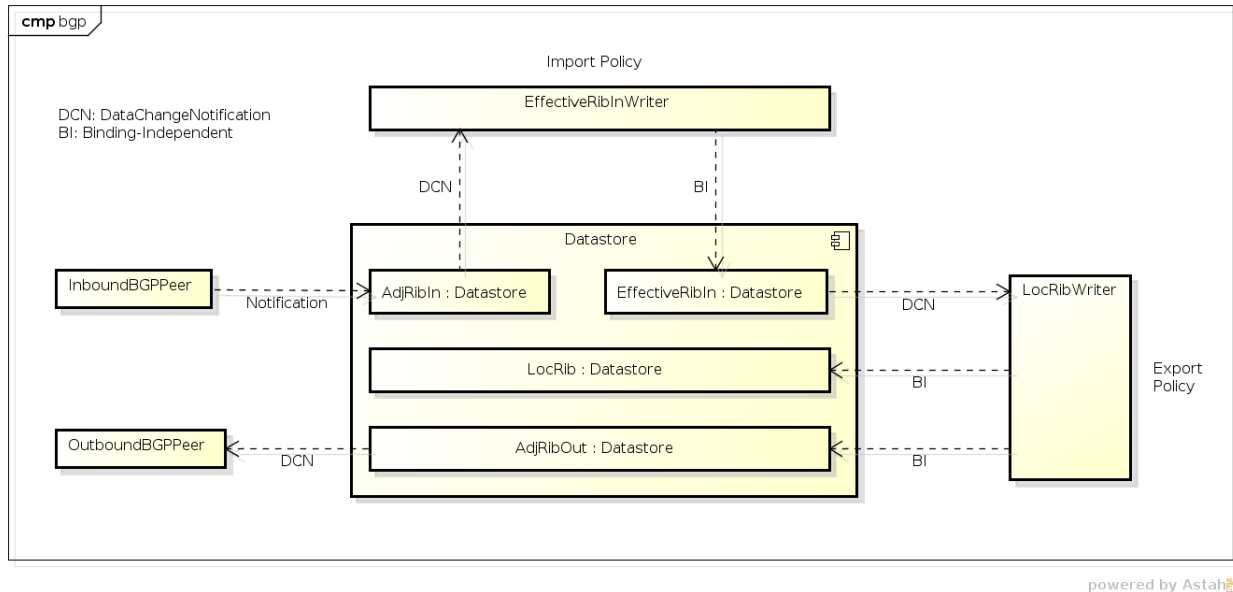 cmp bgp
Import Policy
EffectiveRibInWriter
DCN: DataChangeNotification
BI: Binding-Independent
DCN
BI
Datastore
InboundBGPPeer
Notification
AdjRibIn : Datastore
EffectiveRibIn : Datastore
DCN
LocRibWriter
LocRib : Datastore
BI
Export
Policy
OutboundBGPPeer
DCN
AdjRibOut : Datastore
BI
powered by Astah